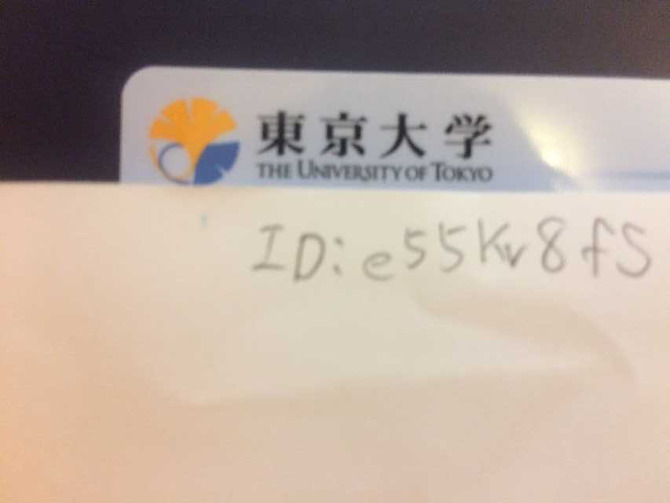 東京大学
THE UNIVERSITY OF TOKYO
ID:e55Kv8fS